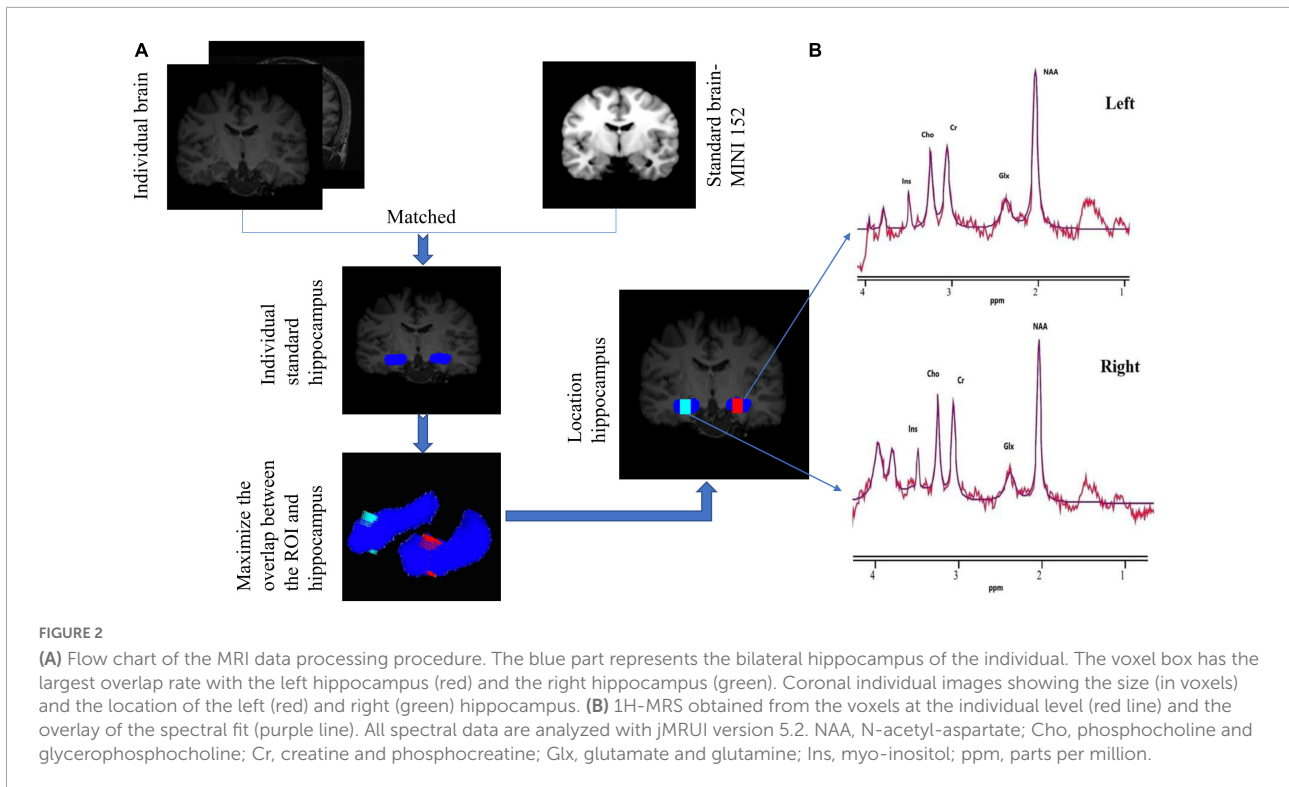 A
Individual brain
Standard brain-
MINI 152
Matched
Individual
standard
hippocampus
Maximize the
overlap between
the ROI and
hippocampus
Location
hippocampus
B
NAA
Left
Cho
Cr
Ins
Glx
4
3
2
1
ppm
NAA
Right
Cho
Cr
Ins
Glx
4
3
2
1
ppm
FIGURE 2
(A) Flow chart of the MRI data processing procedure. The blue part represents the bilateral hippocampus of the individual. The voxel box has the
largest overlap rate with the left hippocampus (red) and the right hippocampus (green). Coronal individual images showing the size (in voxels)
and the location of the left (red) and right (green) hippocampus. (B) 1H-MRS obtained from the voxels at the individual level (red line) and the
overlay of the spectral fit (purple line). All spectral data are analyzed with jMRUI version 5.2. NAA, N-acetyl-aspartate; Cho, phosphocholine and
glycerophosphocholine; Cr, creatine and phosphocreatine; Glx, glutamate and glutamine; Ins, myo-inositol; ppm, parts per million.